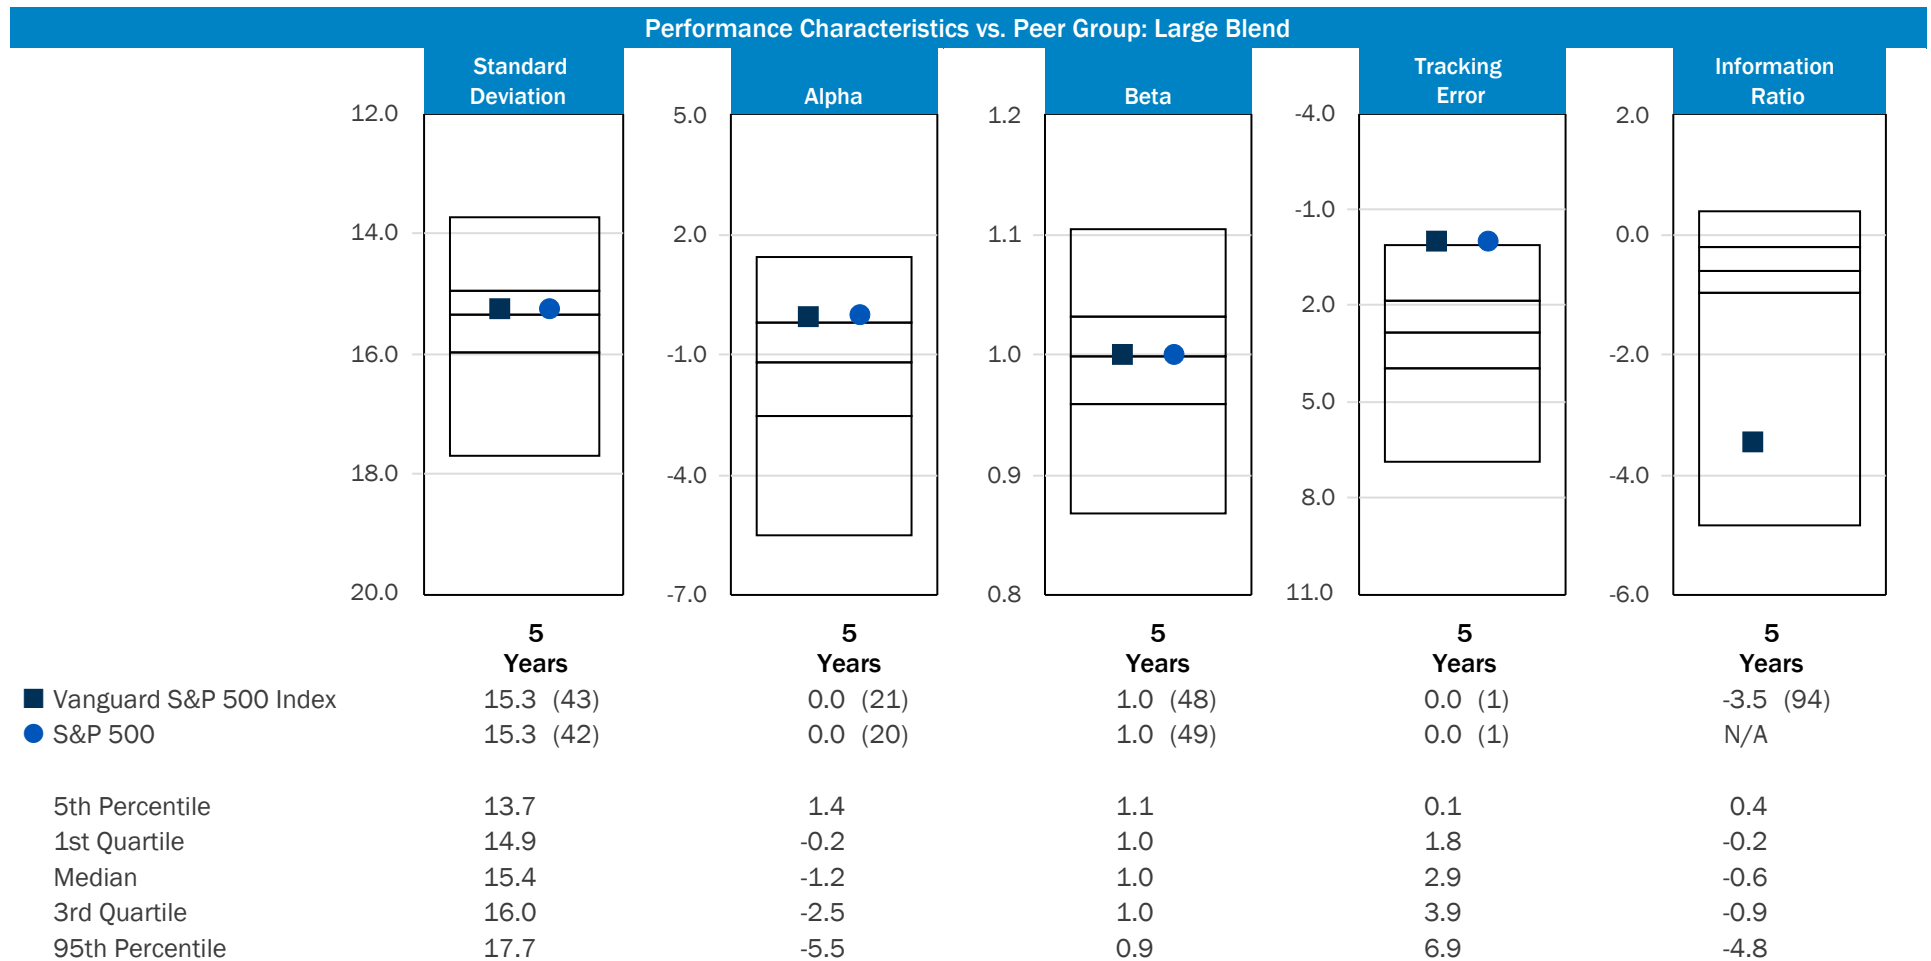 Performance Characteristics vs. Peer Group: Large Blend
Standard
Deviation
Alpha
Beta
Tracking
Error
Information
Ratio
12.0
14.0
16.0
18.0
20.0
5.0
2.0
-1.0
-4.0
-7.0
1.2
1.1
1.0
0.9
0.8
-4.0
-1.0
2.0
5.0
8.0
11.0
2.0
0.0
-2.0
-4.0
-6.0
5 5 5 5 5
Years Years Years Years Years
Vanguard S&P 500 Index 15.3 (43) 0.0 (21) 1.0 (48) 0.0 (1) -3.5 (94)
S&P 500 15.3 (42) 0.0 (20) 1.0 (49) 0.0 (1) N/A
5th Percentile 13.7 1.4 1.1 0.1 0.4
1st Quartile 14.9 -0.2 1.0 1.8 -0.2
Median 15.4 -1.2 1.0 2.9 -0.6
3rd Quartile 16.0 -2.5 1.0 3.9 -0.9
95th Percentile 17.7 -5.5 0.9 6.9 -4.8